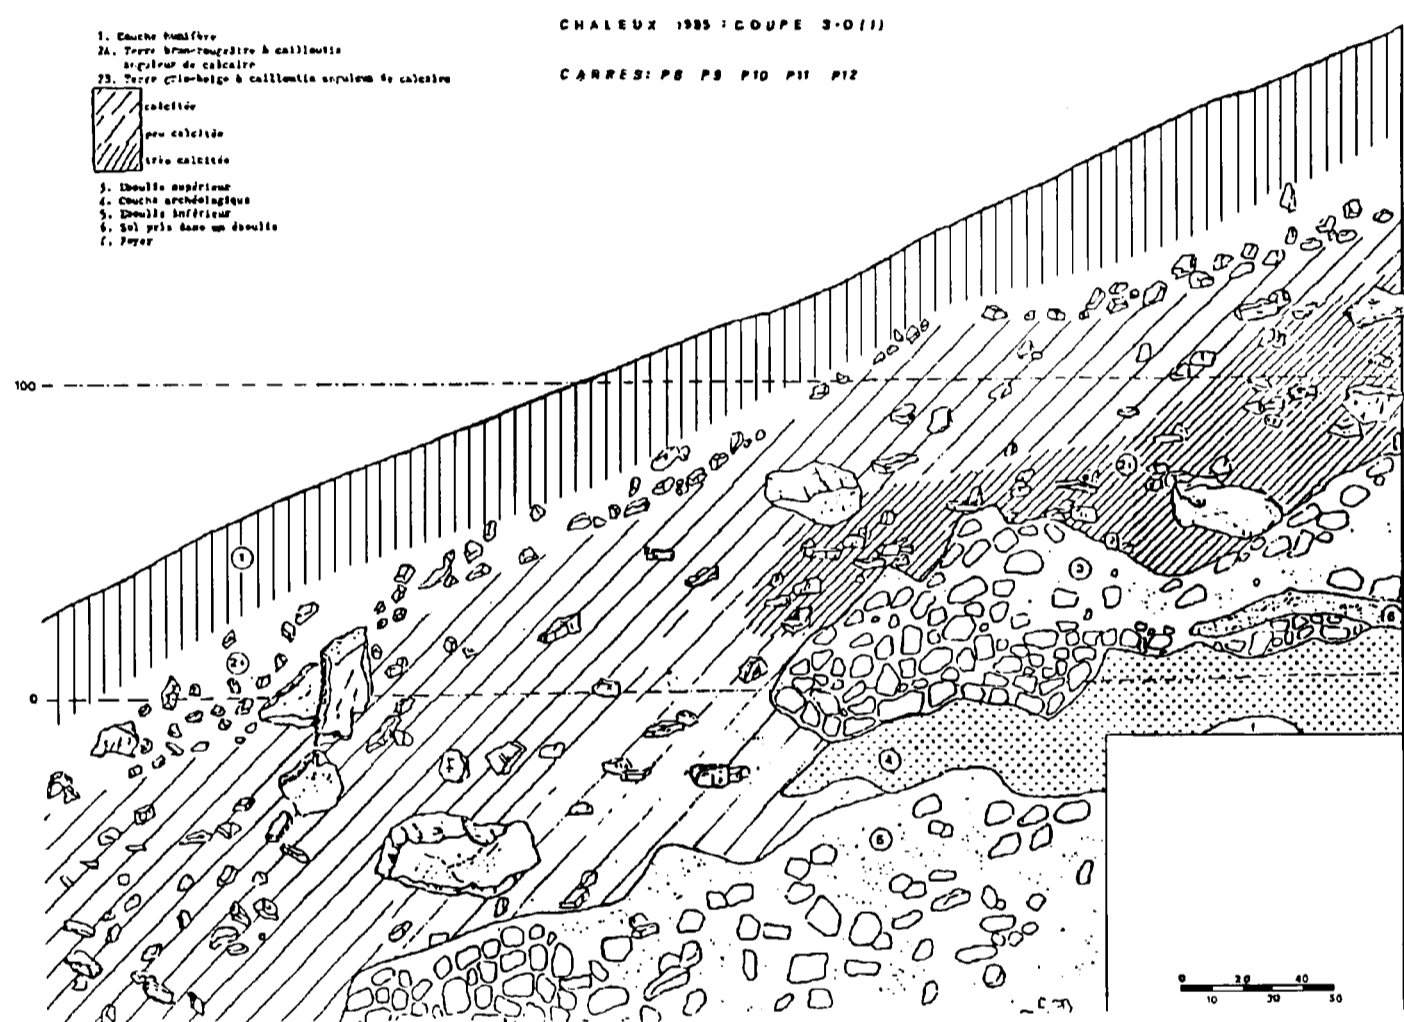 CHALEUX 1985 : COUPE 3-0(1)
CARRES: P8 P9 P10 P11 P12
1. Couche humifère
2A. Terre brun-rougeâtre à cailloutis
anguleux de calcaire
2B. Terre gris-beige à cailloutis anguleux de calcaire
calcitée
peu calcitée
très calcitée
3. Eboulis supérieur
4. Couche archéologique
5. Eboulis inférieur
6. Sol pris dans un éboulis
f. Foyer
100
1
2
3
0
4
5
6
f
0 20 40
10 30 50